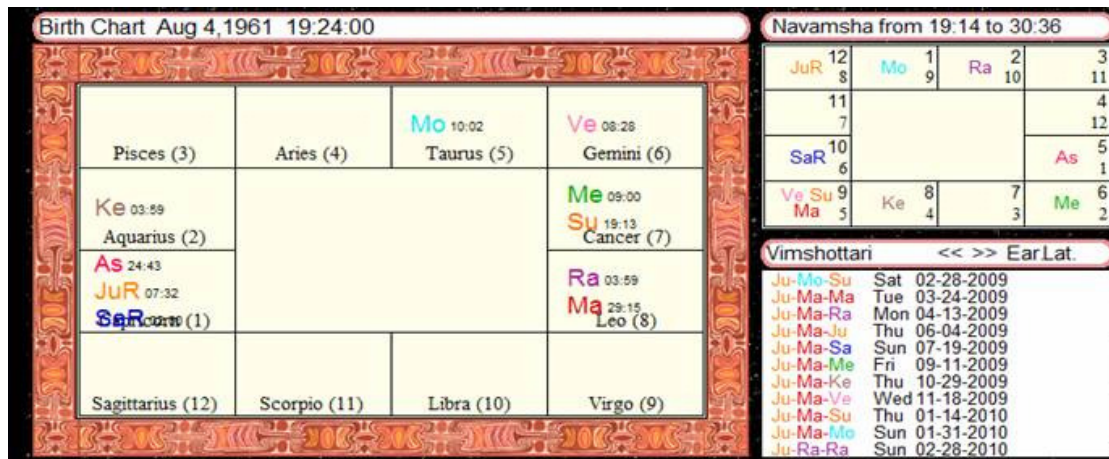 Birth Chart Aug 4,1961 19:24:00
Mo 10:02
Ve 08:28
Pisces (3)
Aries (4)
Taurus (5)
Gemini (6)
Ke 03:59
Me 09:00
Su 19:13
Aquarius (2)
Cancer (7)
As 24:43
JuR 07:32
SaR
Capricorn (1)
Ra 03:59
Ma 29:15
Leo (8)
Sagittarius (12)
Scorpio (11)
Libra (10)
Virgo (9)
Navamsha from 19:14 to 30:36
JuR 12 8
Mo 1 9
Ra 2 10
3 11
11 7
4 12
SaR 10 6
As 5 1
Ve Su 9
Ma 5
Ke 8 4
7 3
Me 6 2
Vimshottari << >> Ear.Lat.
Ju-Mo-Su Sat 02-28-2009
Ju-Ma-Ma Tue 03-24-2009
Ju-Ma-Ra Mon 04-13-2009
Ju-Ma-Ju Thu 06-04-2009
Ju-Ma-Sa Sun 07-19-2009
Ju-Ma-Me Fri 09-11-2009
Ju-Ma-Ke Thu 10-29-2009
Ju-Ma-Ve Wed 11-18-2009
Ju-Ma-Su Thu 01-14-2010
Ju-Ma-Mo Sun 01-31-2010
Ju-Ra-Ra Sun 02-28-2010